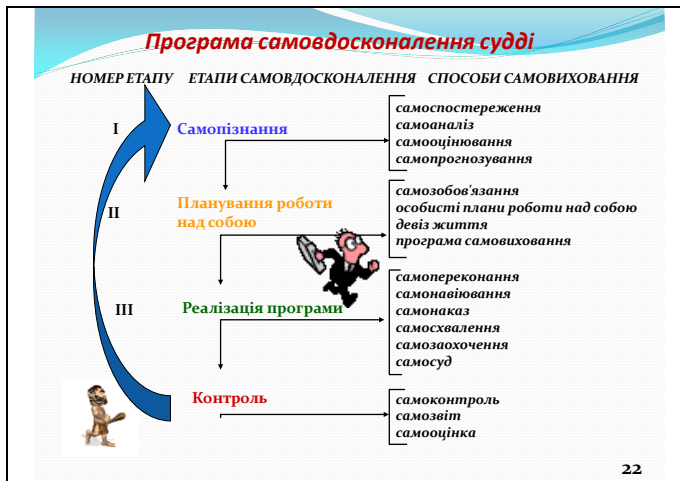 Програма самовдосконалення судді
НОМЕР ЕТАПУ ЕТАПИ САМОВДОСКОНАЛЕННЯ СПОСОБИ САМОВИХОВАННЯ
I Самопізнання
самоспостереження
самоаналіз
самооцінювання
самопрогнозування
II Планування роботи
над собою
самозобов'язання
особисті плани роботи над собою
девіз життя
програма самовиховання
III Реалізація програми
самопереконання
самонавіювання
самонаказ
самосхвалення
самозаохочення
самосуд
Контроль
самоконтроль
самозвіт
самооцінка
22